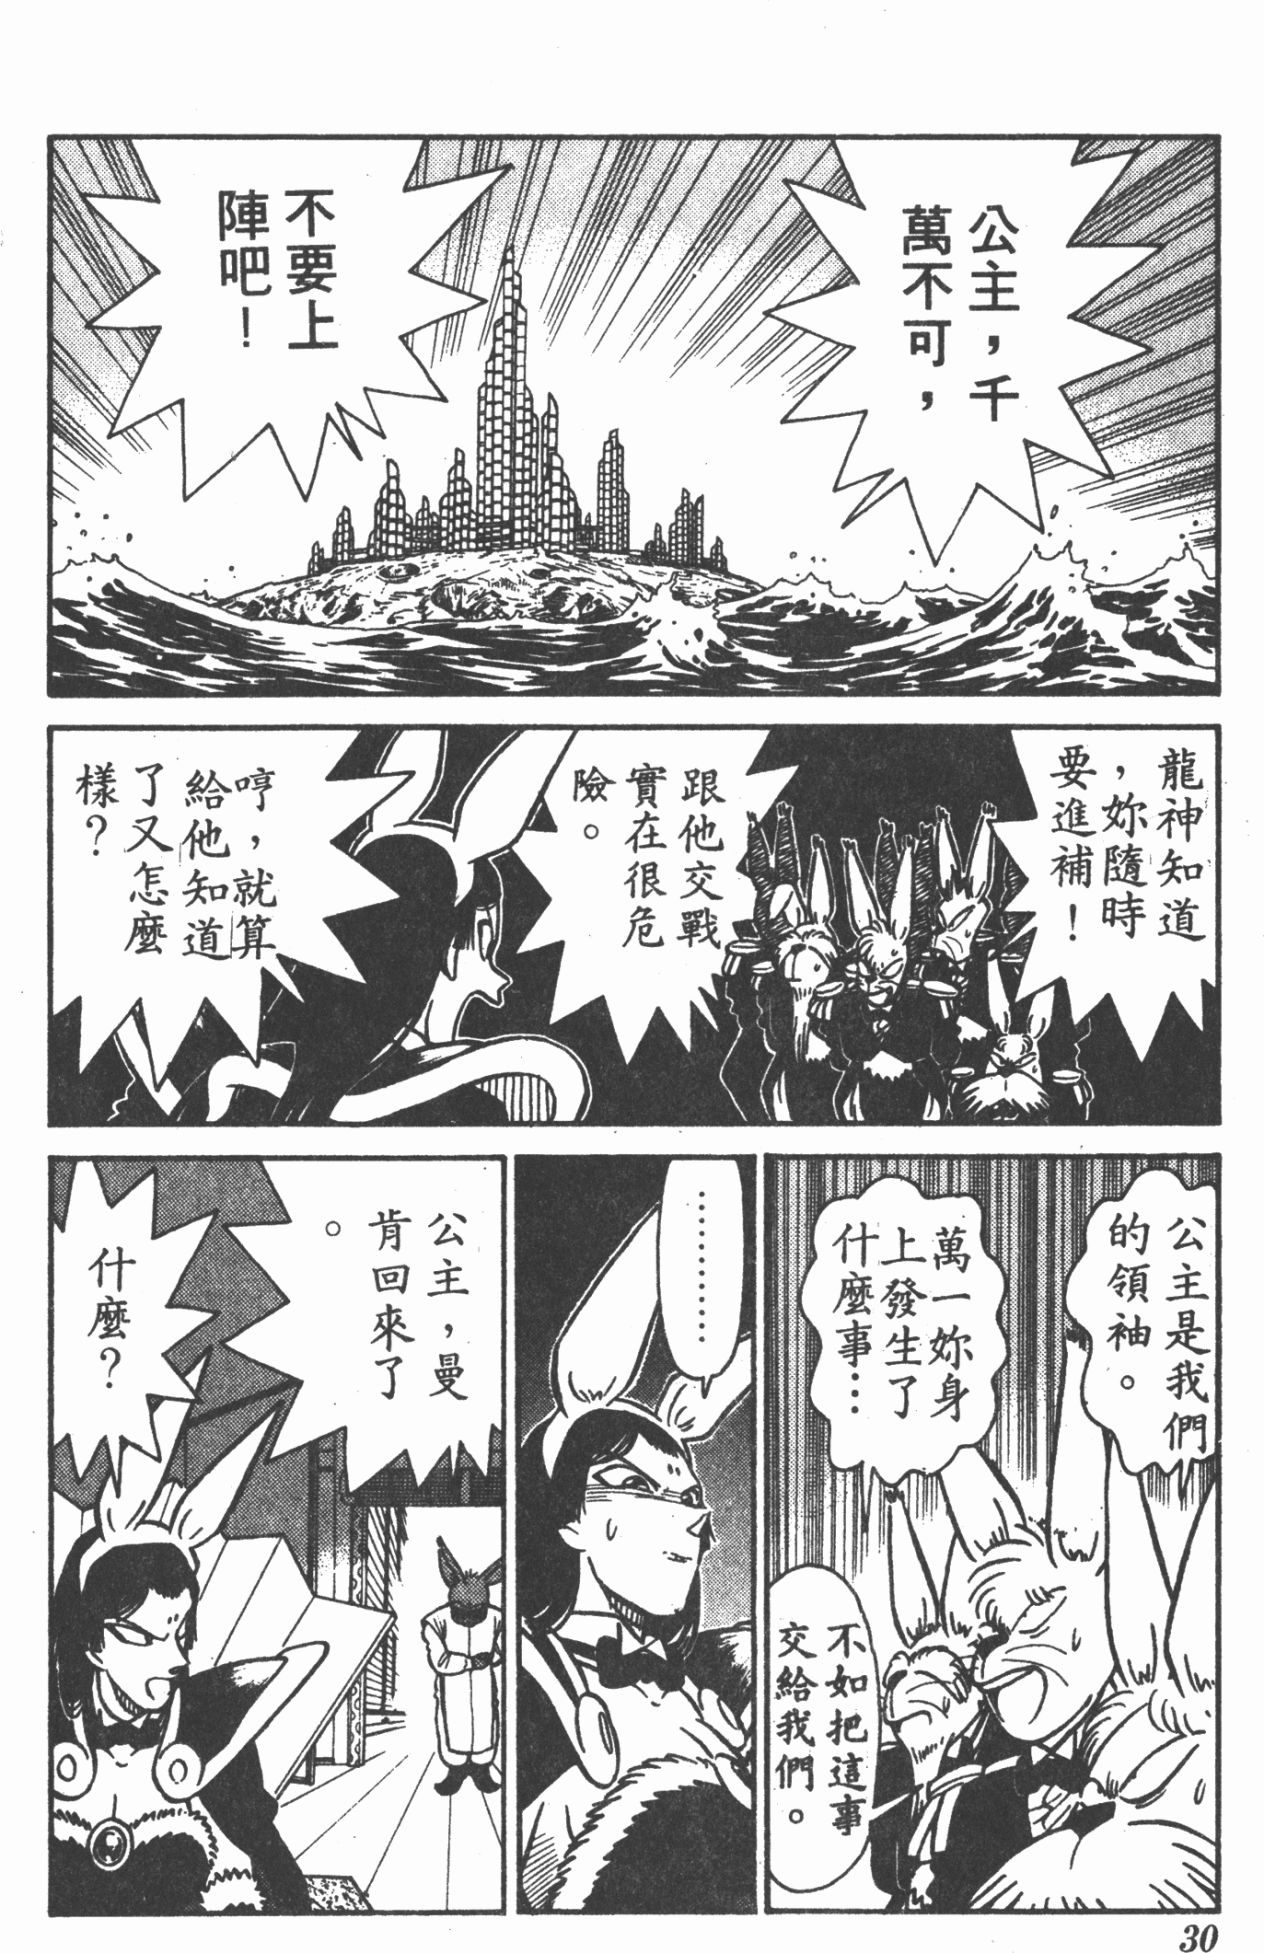 公主，千
萬不可，
不要上
陣吧！
龍神知道
，妳隨時
要進補！
跟他交戰
實在很危
險。
哼，就算
給他知道
了又怎麼
樣？
公主是我們
的領袖。
萬一妳身
上發生了
什麼事…
不如把這事
交給我們。
…………
公主，曼
肯回來了
。
什麼？
30